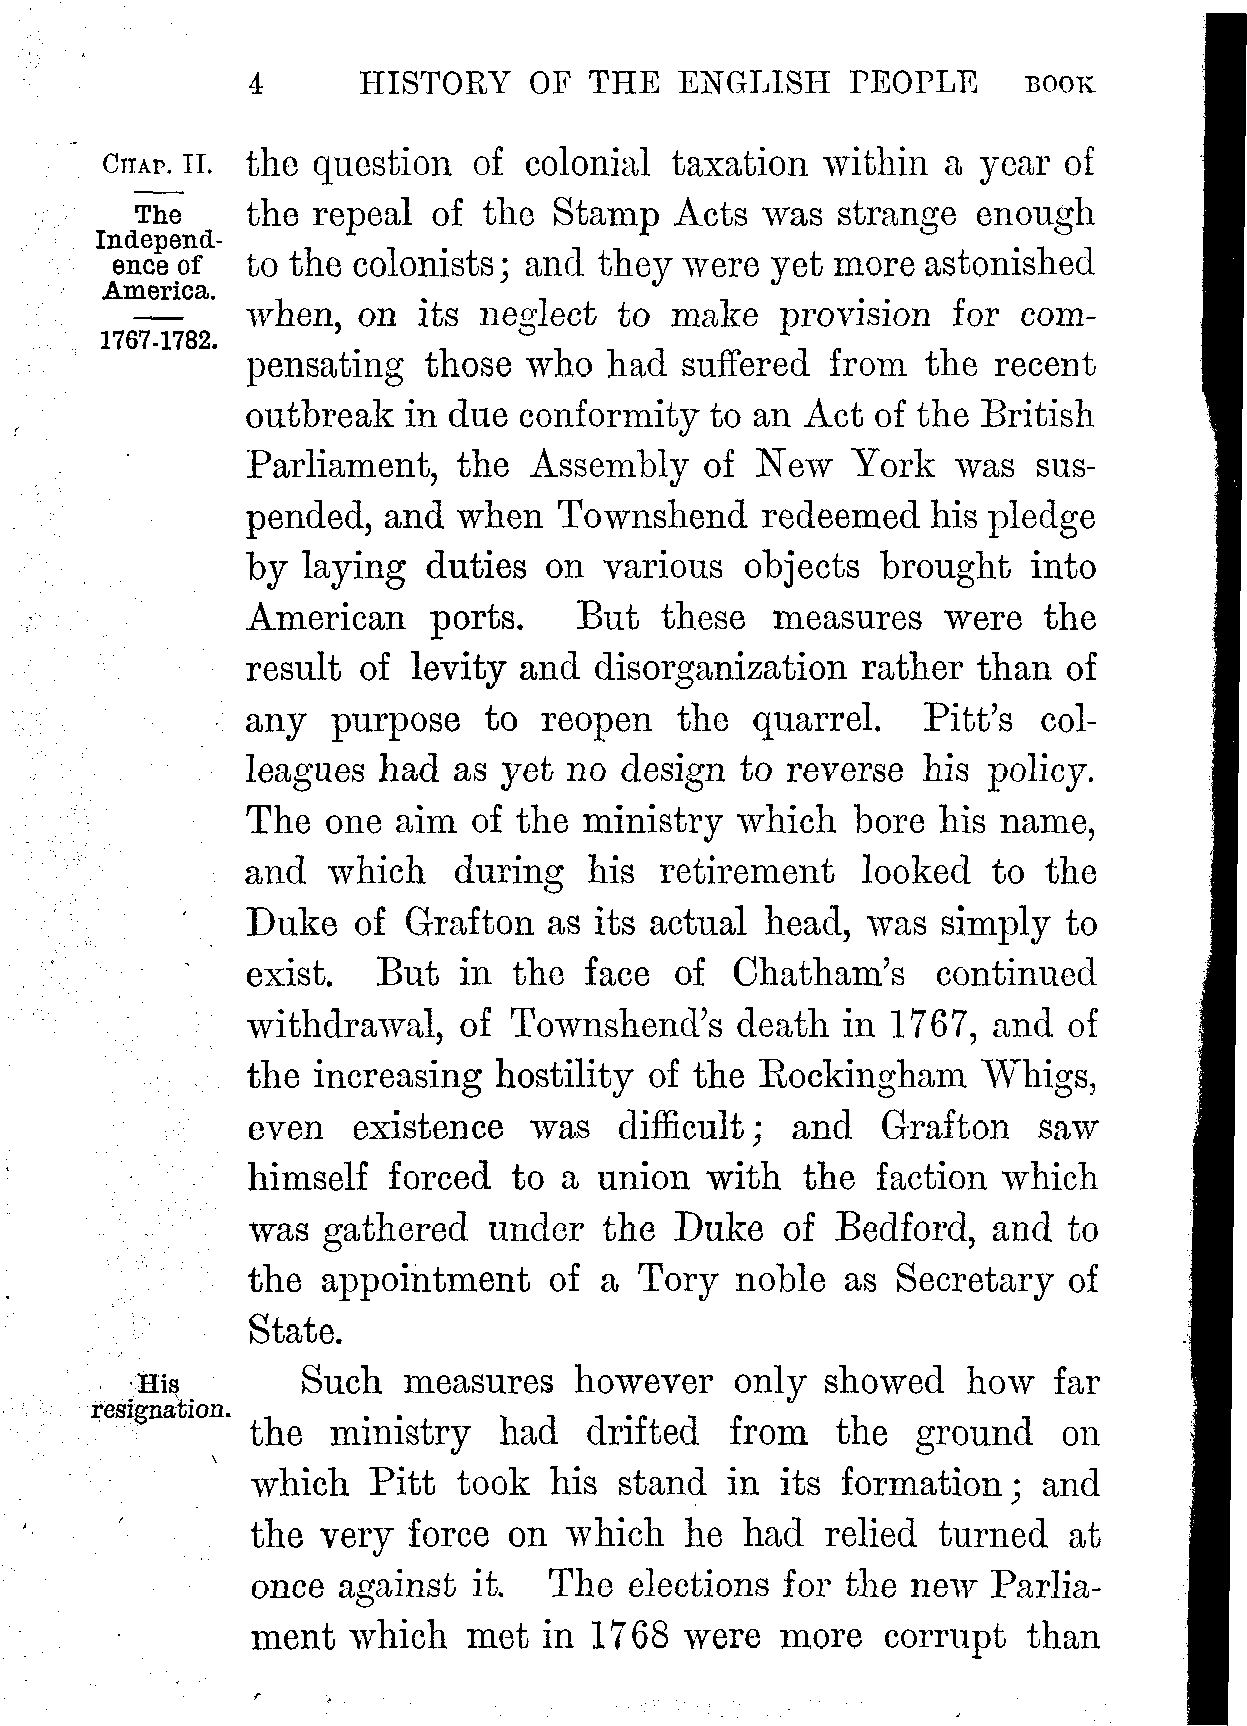 4 HISTORY OF THE ENGLISH PEOPLE BOOK
CHAP. II.
The
Independ-
ence of
America.
1767-1782.
the question of colonial taxation within a year of
the repeal of the Stamp Acts was strange enough
to the colonists; and they were yet more astonished
when, on its neglect to make provision for com-
pensating those who had suffered from the recent
outbreak in due conformity to an Act of the British
Parliament, the Assembly of New York was sus-
pended, and when Townshend redeemed his pledge
by laying duties on various objects brought into
American ports. But these measures were the
result of levity and disorganization rather than of
any purpose to reopen the quarrel. Pitt's col-
leagues had as yet no design to reverse his policy.
The one aim of the ministry which bore his name,
and which during his retirement looked to the
Duke of Grafton as its actual head, was simply to
exist. But in the face of Chatham's continued
withdrawal, of Townshend's death in 1767, and of
the increasing hostility of the Rockingham Whigs,
even existence was difficult; and Grafton saw
himself forced to a union with the faction which
was gathered under the Duke of Bedford, and to
the appointment of a Tory noble as Secretary of
State.
His
resignation.
Such measures however only showed how far
the ministry had drifted from the ground on
which Pitt took his stand in its formation; and
the very force on which he had relied turned at
once against it. The elections for the new Parlia-
ment which met in 1768 were more corrupt than